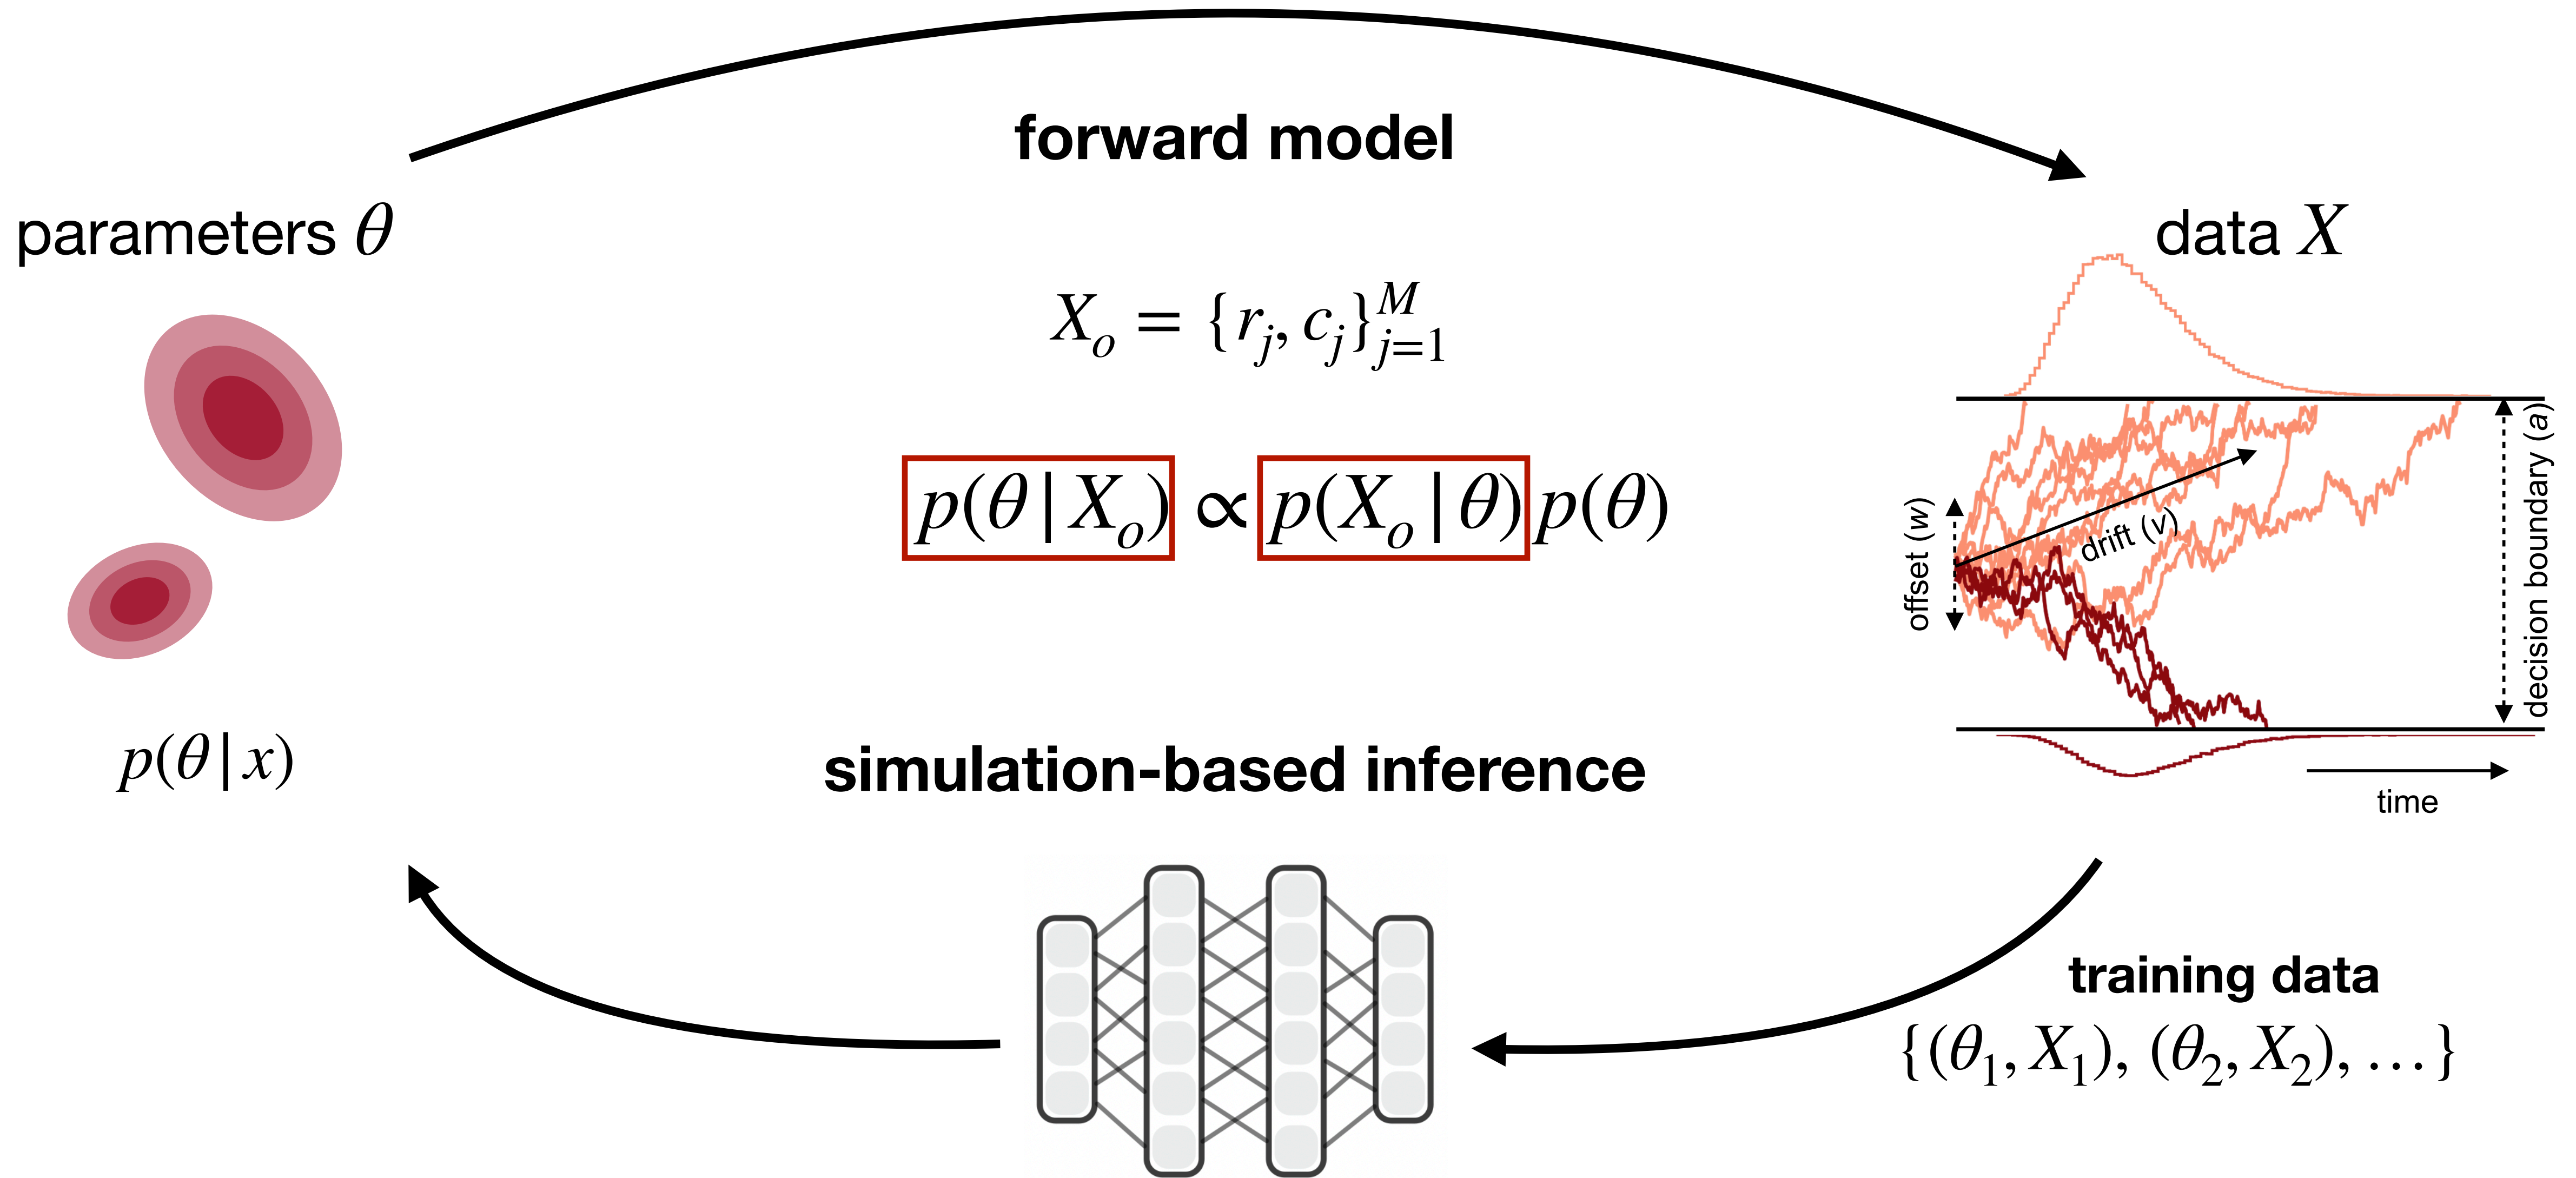 forward model
parameters θ
data X
X_o = {r_j, c_j}_{j=1}^M
p(θ | X_o) ∝ p(X_o | θ) p(θ)
offset (w)
drift (v)
decision boundary (a)
p(θ | x)
simulation-based inference
time
training data
{(θ_1, X_1), (θ_2, X_2), …}